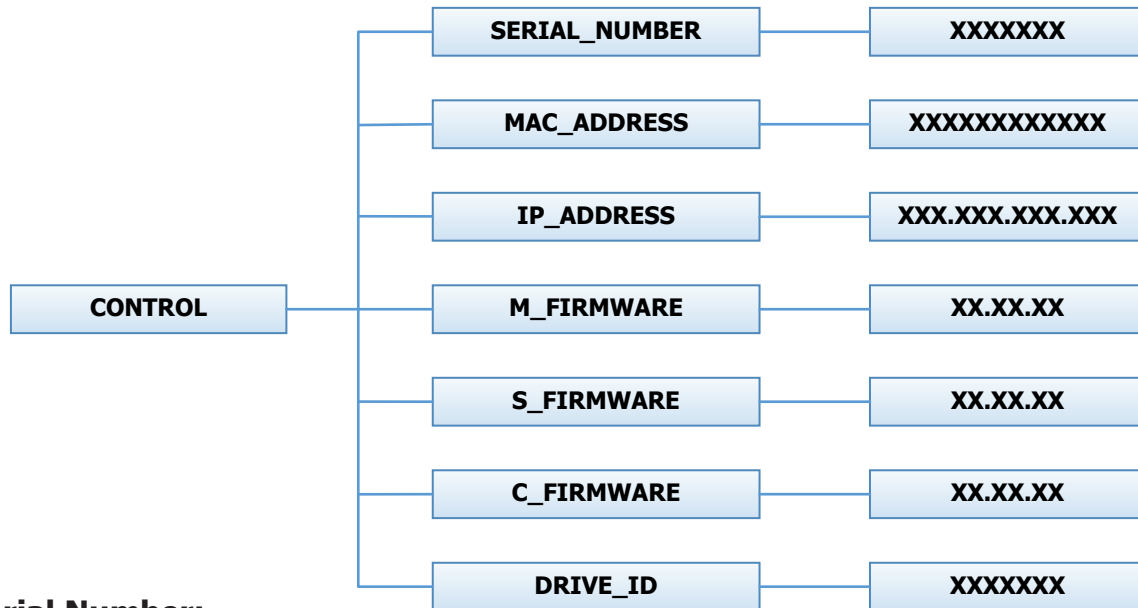 SERIAL_NUMBER XXXXXXX
MAC_ADDRESS XXXXXXXXXXXX
IP_ADDRESS XXX.XXX.XXX.XXX
CONTROL M_FIRMWARE XX.XX.XX
S_FIRMWARE XX.XX.XX
C_FIRMWARE XX.XX.XX
DRIVE_ID XXXXXXX